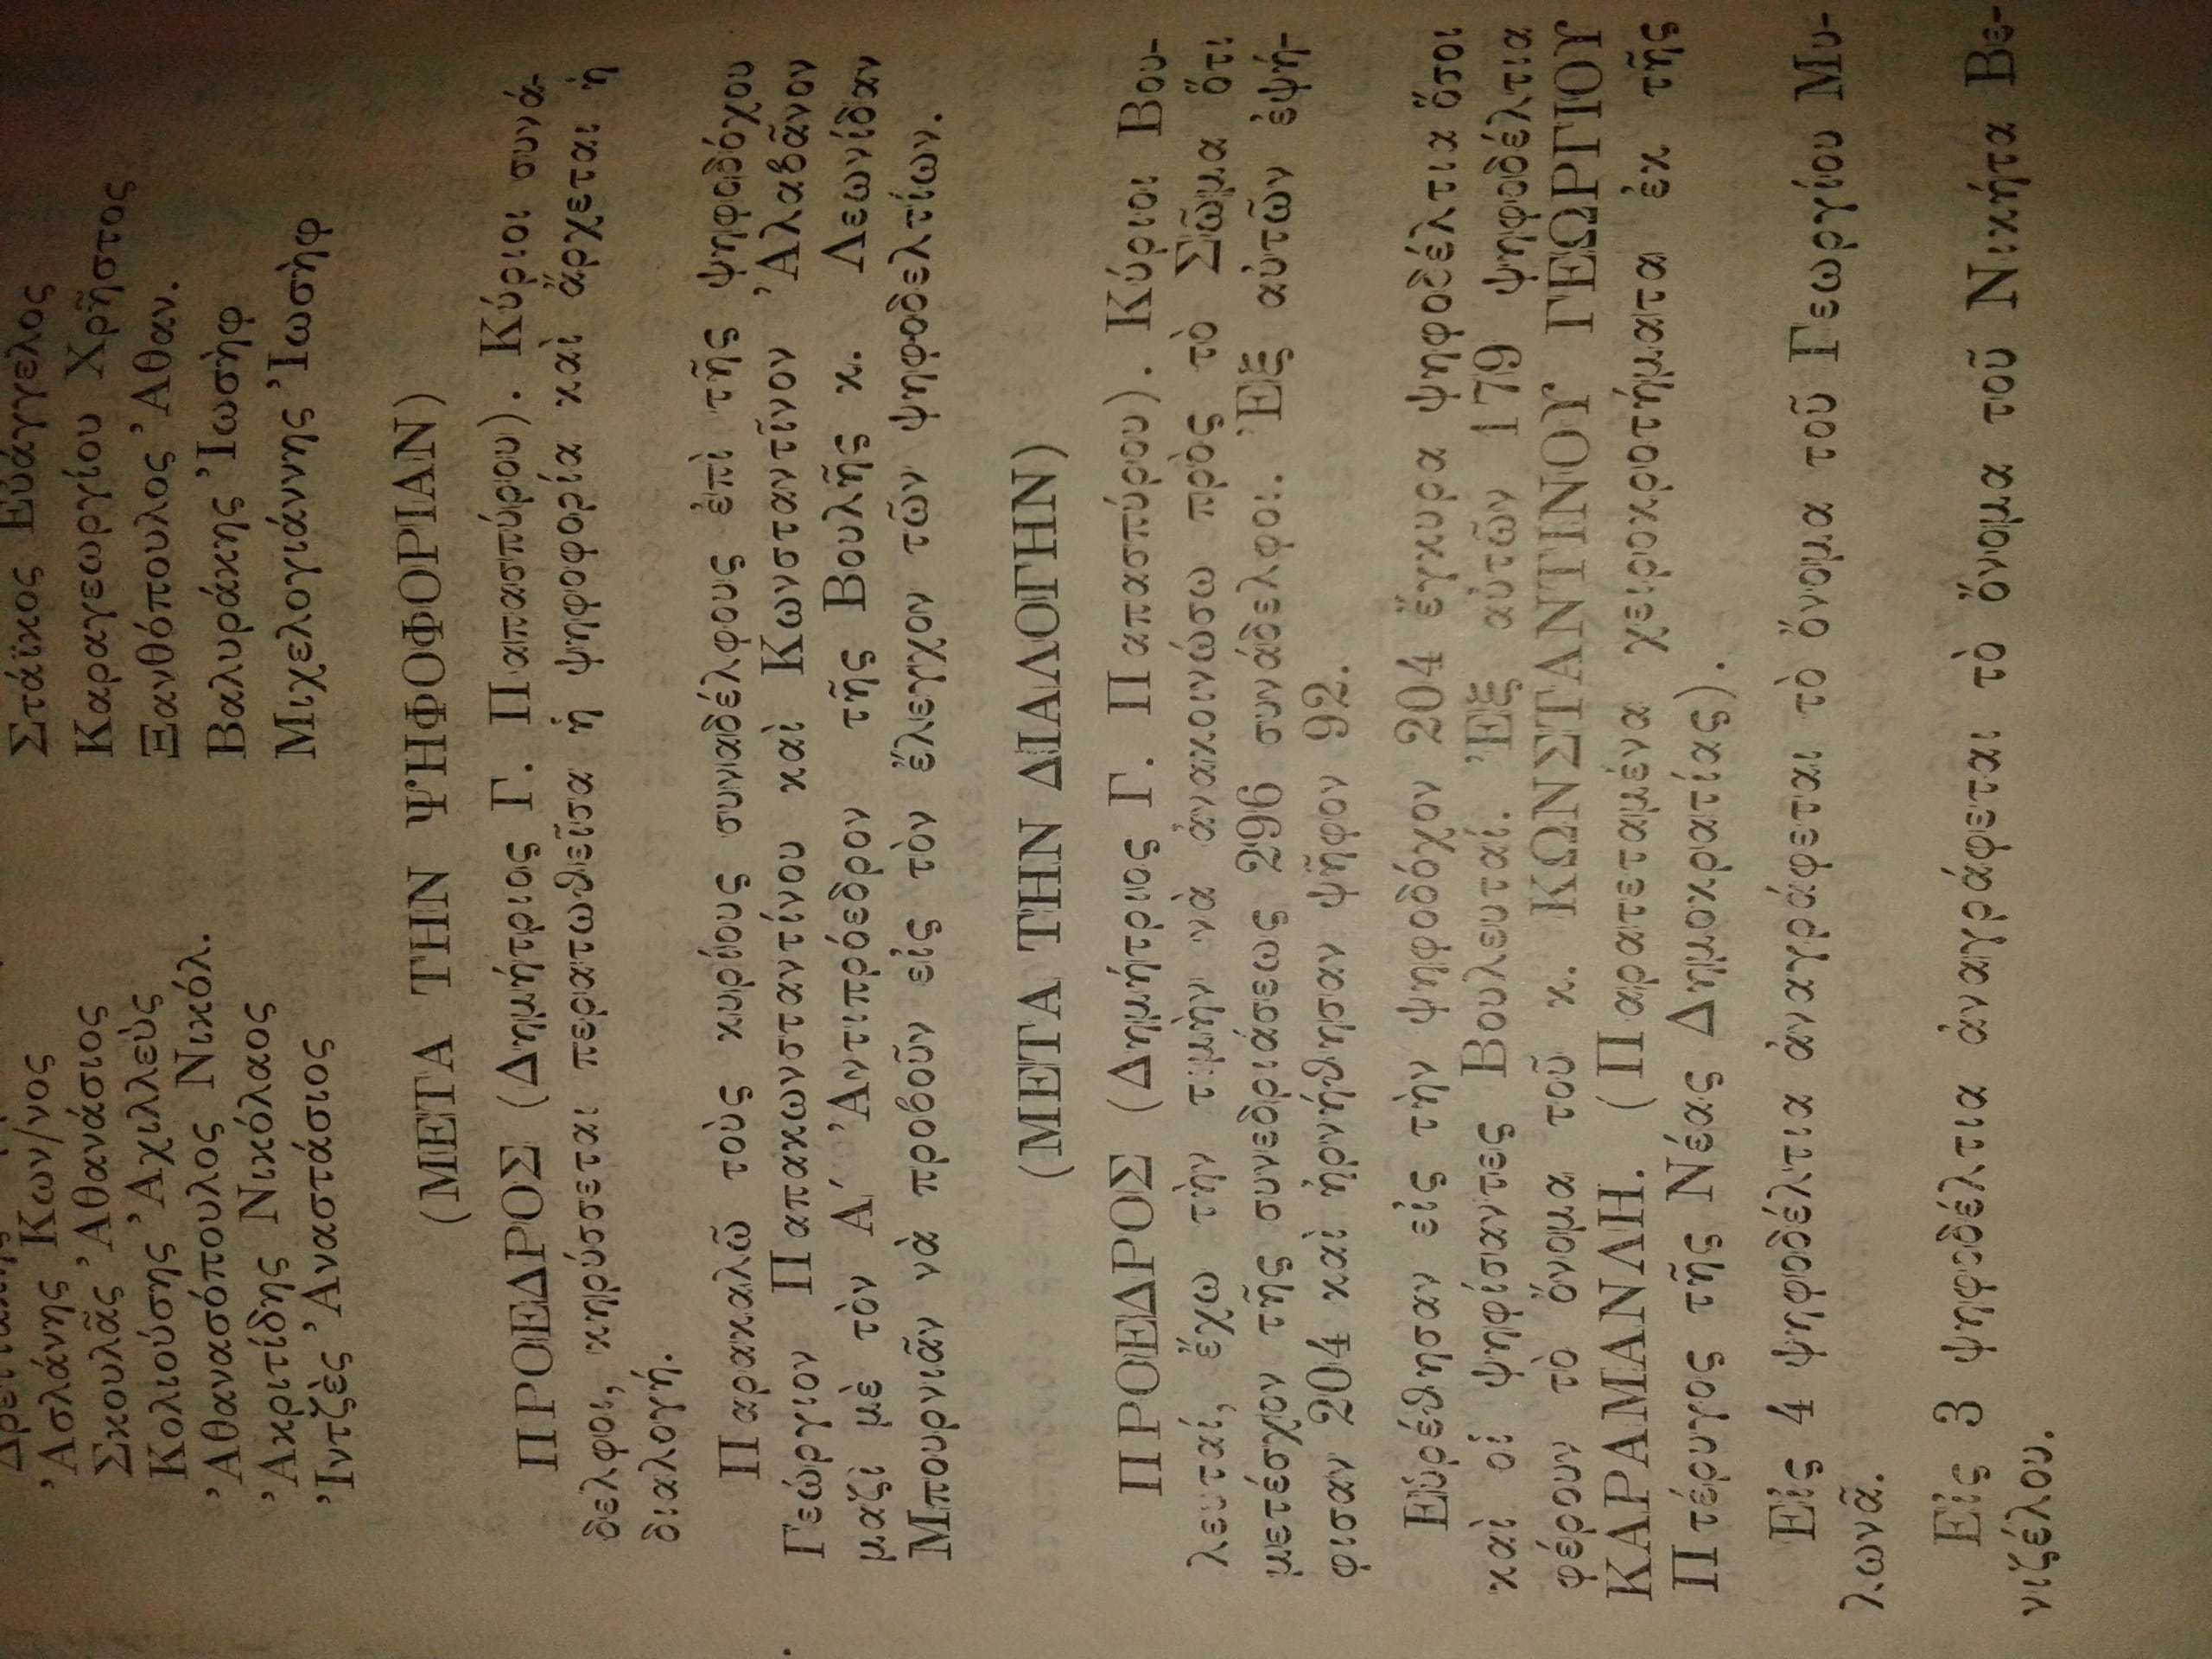 Ἀσλάνης Κων/νος
Σκουλᾶς Ἀθανάσιος
Κολιούσης Ἀχιλλεὺς
Ἀθανασόπουλος Νικόλ.
Ἀκριτίδης Νικόλαος
Ἰντζὲς Ἀναστάσιος
Στάϊκος Εὐάγγελος
Καραγεωργίου Χρῆστος
Ξανθόπουλος Ἀθαν.
Βαλυράκης Ἰωσὴφ
Μιχελογιάννης Ἰωσὴφ
(ΜΕΤΑ ΤΗΝ ΨΗΦΟΦΟΡΙΑΝ)
ΠΡΟΕΔΡΟΣ (Δημήτριος Γ. Παπασπύρου). Κύριοι συνά-
δελφοι, κηρύσσεται περατωθεῖσα ἡ ψηφοφορία καὶ ἄρχεται ἡ
διαλογή.
Παρακαλῶ τοὺς κυρίους συναδέλφους ἐπὶ τῆς ψηφοδόχου
Γεώργιον Παπακωνσταντίνου καὶ Κωνσταντῖνον Ἀλαβᾶνον
μαζὶ μὲ τὸν Α΄ Ἀντιπρόεδρον τῆς Βουλῆς κ. Λεωνίδαν
Μπουρνιᾶν νὰ προβοῦν εἰς τὸν ἔλεγχον τῶν ψηφοδελτίων.
(ΜΕΤΑ ΤΗΝ ΔΙΑΛΟΓΗΝ)
ΠΡΟΕΔΡΟΣ (Δημήτριος Γ. Παπασπύρου). Κύριοι Βου-
λευταί, ἔχω τὴν τιμὴν νὰ ἀνακοινώσω πρὸς τὸ Σῶμα ὅτι
μετέσχον τῆς συνεδριάσεως 296 συνάδελφοι. Ἐξ αὐτῶν ἐψή-
φισαν 204 καὶ ἠρνήθησαν ψῆφον 92.
Εὑρέθησαν εἰς τὴν ψηφοδόχον 204 ἔγκυρα ψηφοδέλτια ὅσοι
καὶ οἱ ψηφίσαντες Βουλευταί. Ἐξ αὐτῶν 179 ψηφοδέλτια
φέρουν τὸ ὄνομα τοῦ κ. ΚΩΝΣΤΑΝΤΙΝΟΥ ΓΕΩΡΓΙΟΥ
ΚΑΡΑΜΑΝΛΗ. (Παρατεταμένα χειροκροτήματα ἐκ τῆς
Πτέρυγος τῆς Νέας Δημοκρατίας).
Εἰς 4 ψηφοδέλτια ἀναγράφεται τὸ ὄνομα τοῦ Γεωργίου Μυ-
λωνᾶ.
Εἰς 3 ψηφοδέλτια ἀναγράφεται τὸ ὄνομα τοῦ Νικήτα Βε-
νιζέλου.